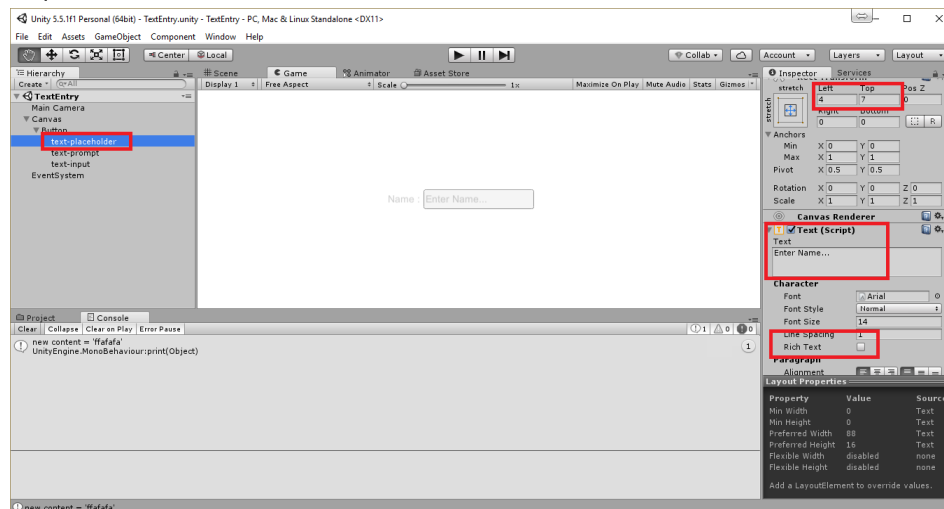 Unity 5.5.1f1 Personal (64bit) - TextEntry.unity - TextEntry - PC, Mac & Linux Standalone <DX11>
File Edit Assets GameObject Component Window Help
Center Local Collab Account Layers Layout
Hierarchy
Create All
TextEntry
Main Camera
Canvas
Button
text-placeholder
text-prompt
text-input
EventSystem
Scene Game Animator Asset Store
Display 1 Free Aspect Scale 1x Maximize On Play Mute Audio Stats Gizmos
Name : Enter Name...
Inspector Services
stretch Left Top Pos Z
4 7 0
stretch
Right Bottom
0 0 R
Anchors
Min X 0 Y 0
Max X 1 Y 1
Pivot X 0.5 Y 0.5
Rotation X 0 Y 0 Z 0
Scale X 1 Y 1 Z 1
Canvas Renderer
Text (Script)
Text
Enter Name...
Character
Font Arial
Font Style Normal
Font Size 14
Line Spacing 1
Rich Text
Paragraph
Alignment
Layout Properties
Property Value Source
Min Width 0 Text
Min Height 0 Text
Preferred Width 88 Text
Preferred Height 16 Text
Flexible Width disabled none
Flexible Height disabled none
Add a LayoutElement to override values.
Project Console
Clear Collapse Clear on Play Error Pause 1 0 0
new content = 'ffafafa' 1
UnityEngine.MonoBehaviour:print(Object)
new content = 'ffafafa'